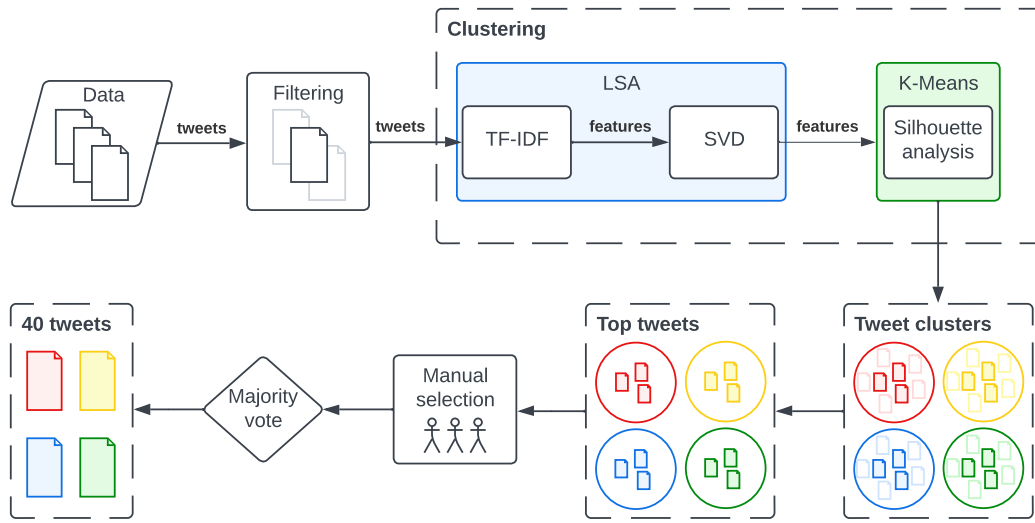 Clustering
Data
tweets
Filtering
tweets
LSA
TF-IDF
features
SVD
features
K-Means
Silhouette
analysis
40 tweets
Majority
vote
Manual
selection
Top tweets
Tweet clusters